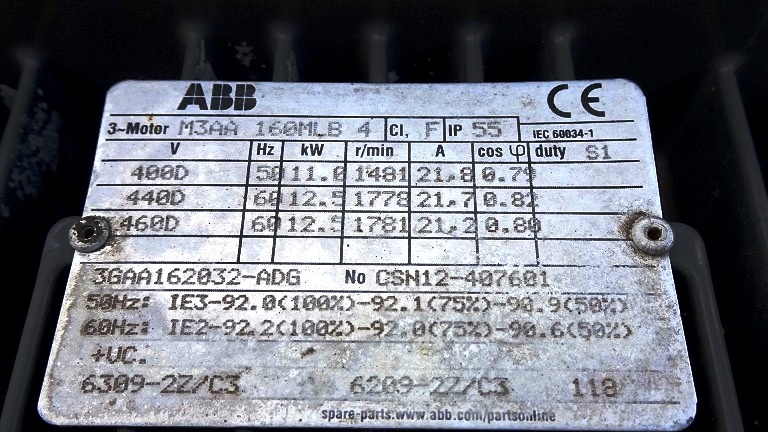 ABB CE
3~Motor M3AA 160MLB 4 Cl. F IP 55 IEC 60034-1
V Hz kW r/min A cos φ duty S1
400D 50 11.0 1481 21.8 0.79
440D 60 12.5 1778 21.7 0.82
460D 60 12.5 1781 21.2 0.80
3GAA162032-ADG No CSN12-407601
50Hz: IE3-92.0(100%)-92.1(75%)-90.9(50%)
60Hz: IE2-92.2(100%)-92.0(75%)-90.6(50%)
+VC.
6309-2Z/C3 6209-2Z/C3 118
spare-parts.www.abb.com/partsonline